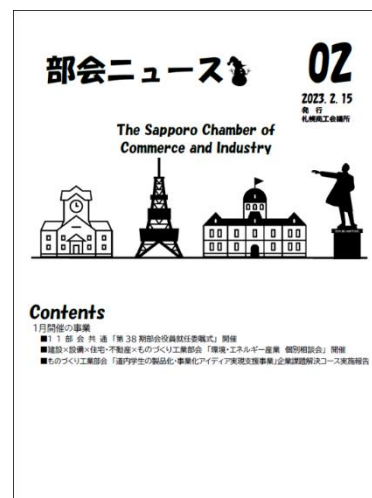 部会ニュース
02
2023. 2. 15
発 行
札幌商工会議所
The Sapporo Chamber of
Commerce and Industry
Contents
1月開催の事業
■11部会共通「第38期部会役員就任委嘱式」開催
■建設×設備×住宅・不動産×ものづくり工業部会「環境・エネルギー産業 個別相談会」開催
■ものづくり工業部会「道内学生の製品化・事業化アイディア実現支援事業」企業課題解決コース実施報告